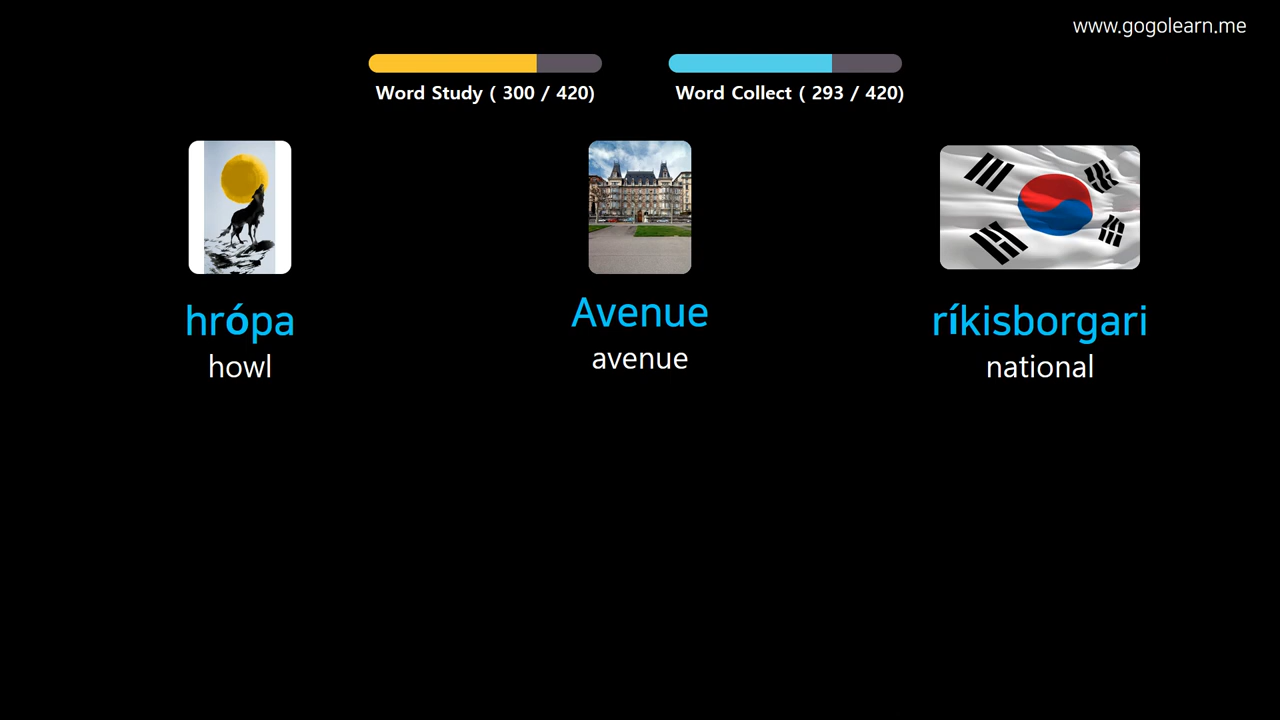 www.gogolearn.me
Word Study ( 300 / 420)
Word Collect ( 293 / 420)
hrópa
howl
Avenue
avenue
ríkisborgari
national